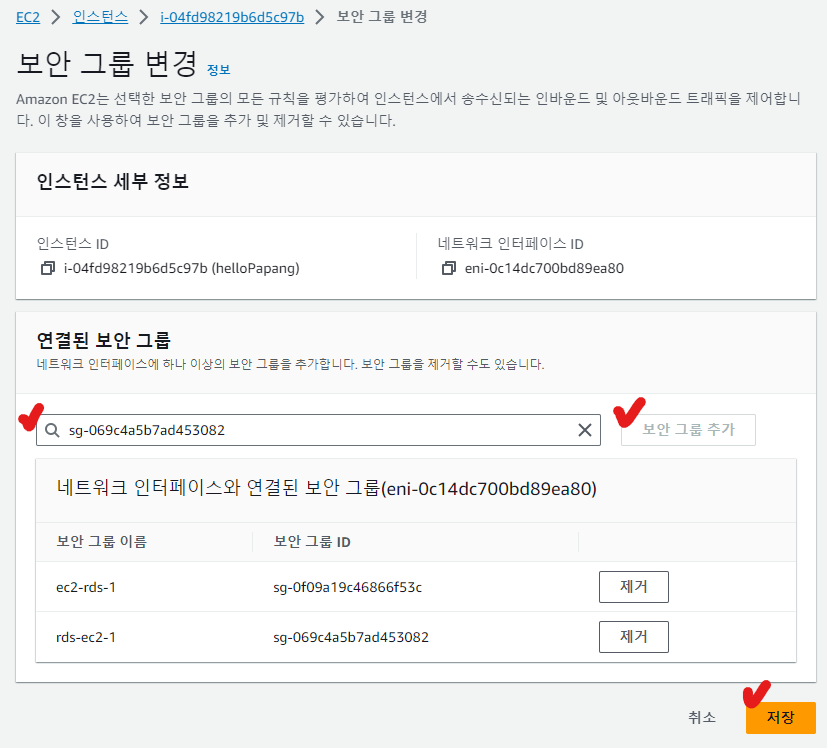 EC2 > 인스턴스 > i-04fd98219b6d5c97b > 보안 그룹 변경
보안 그룹 변경 정보
Amazon EC2는 선택한 보안 그룹의 모든 규칙을 평가하여 인스턴스에서 송수신되는 인바운드 및 아웃바운드 트래픽을 제어합니
다. 이 창을 사용하여 보안 그룹을 추가 및 제거할 수 있습니다.
인스턴스 세부 정보
인스턴스 ID
i-04fd98219b6d5c97b (helloPapang)
네트워크 인터페이스 ID
eni-0c14dc700bd89ea80
연결된 보안 그룹
네트워크 인터페이스에 하나 이상의 보안 그룹을 추가합니다. 보안 그룹을 제거할 수도 있습니다.
sg-069c4a5b7ad453082
보안 그룹 추가
네트워크 인터페이스와 연결된 보안 그룹(eni-0c14dc700bd89ea80)
보안 그룹 이름 보안 그룹 ID
ec2-rds-1 sg-0f09a19c46866f53c 제거
rds-ec2-1 sg-069c4a5b7ad453082 제거
취소 저장